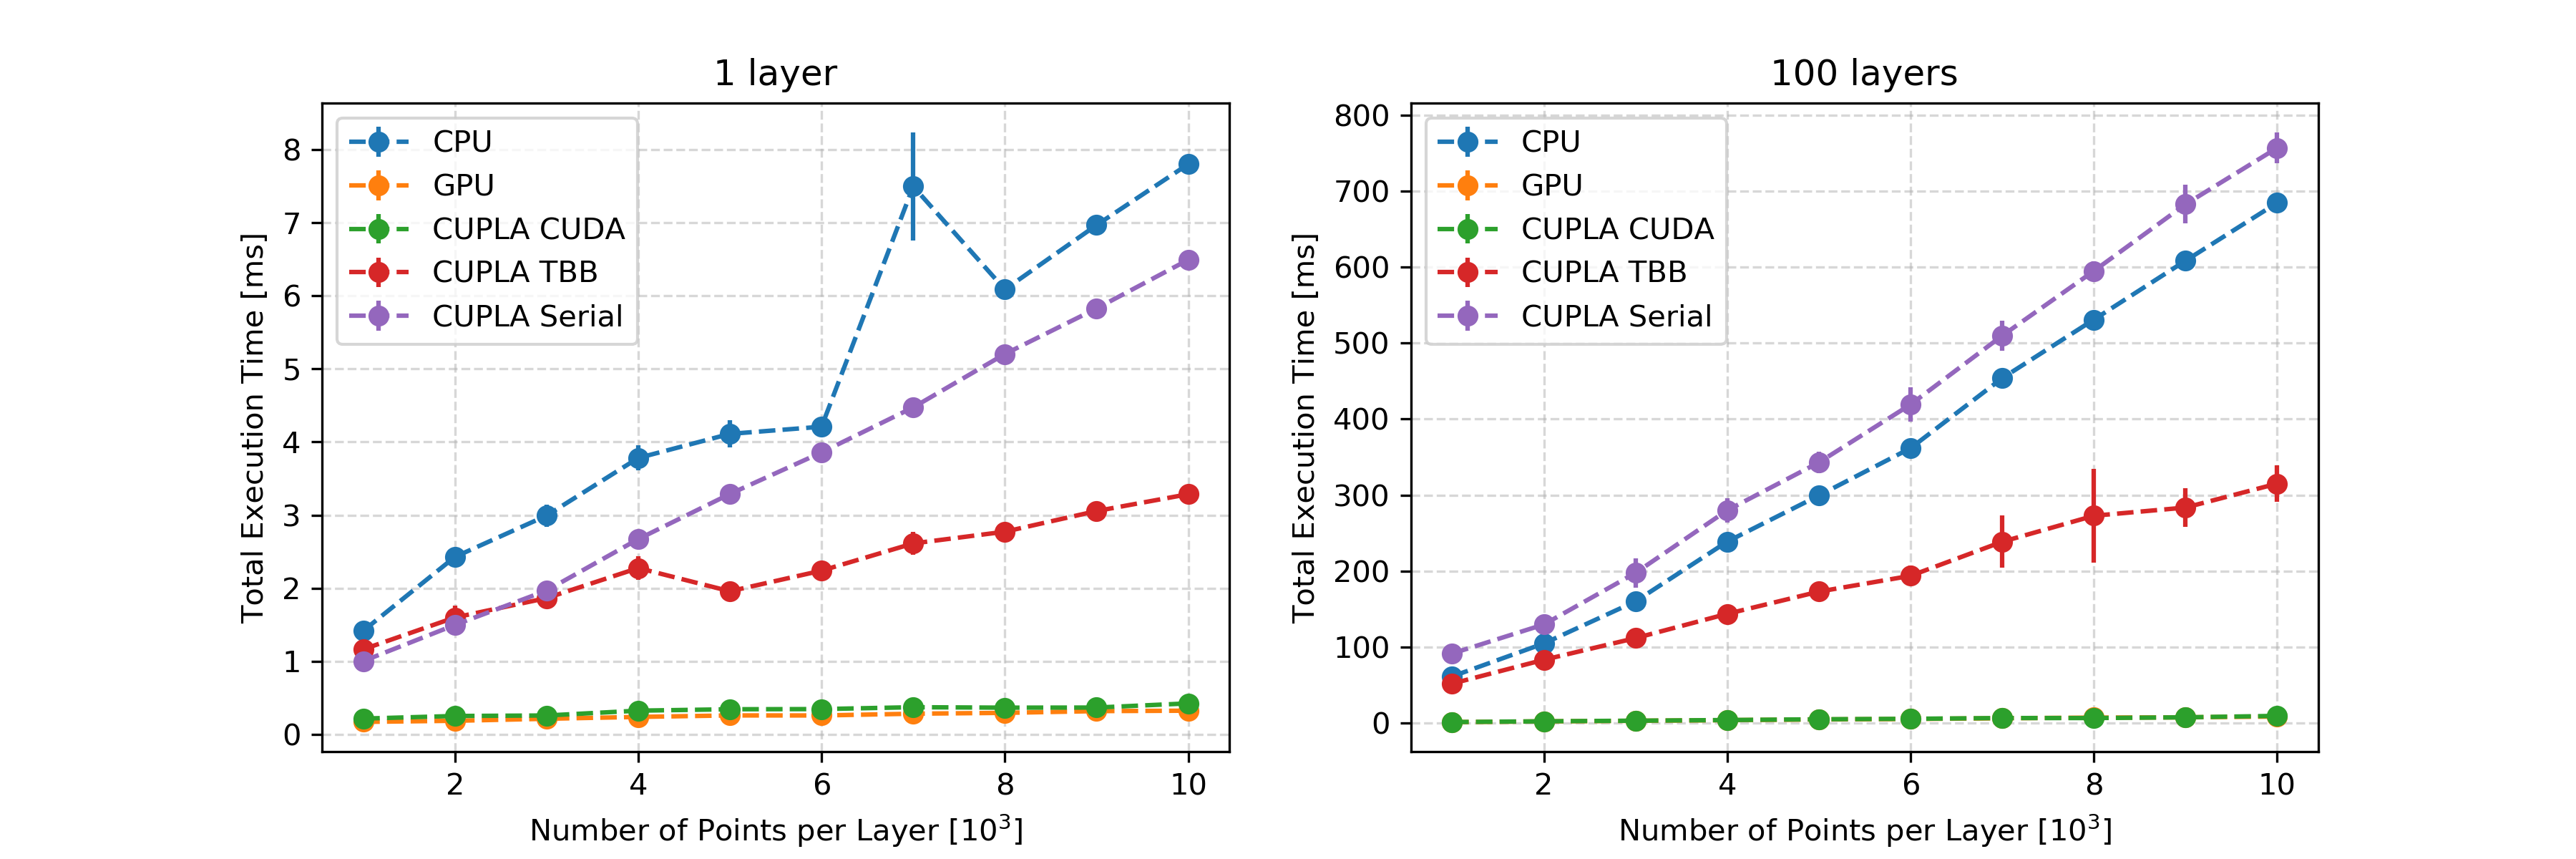 1 layer
Total Execution Time [ms]
8
7
6
5
4
3
2
1
0
CPU
GPU
CUPLA CUDA
CUPLA TBB
CUPLA Serial
2 4 6 8 10
Number of Points per Layer [10³]
100 layers
Total Execution Time [ms]
800
700
600
500
400
300
200
100
0
CPU
GPU
CUPLA CUDA
CUPLA TBB
CUPLA Serial
2 4 6 8 10
Number of Points per Layer [10³]